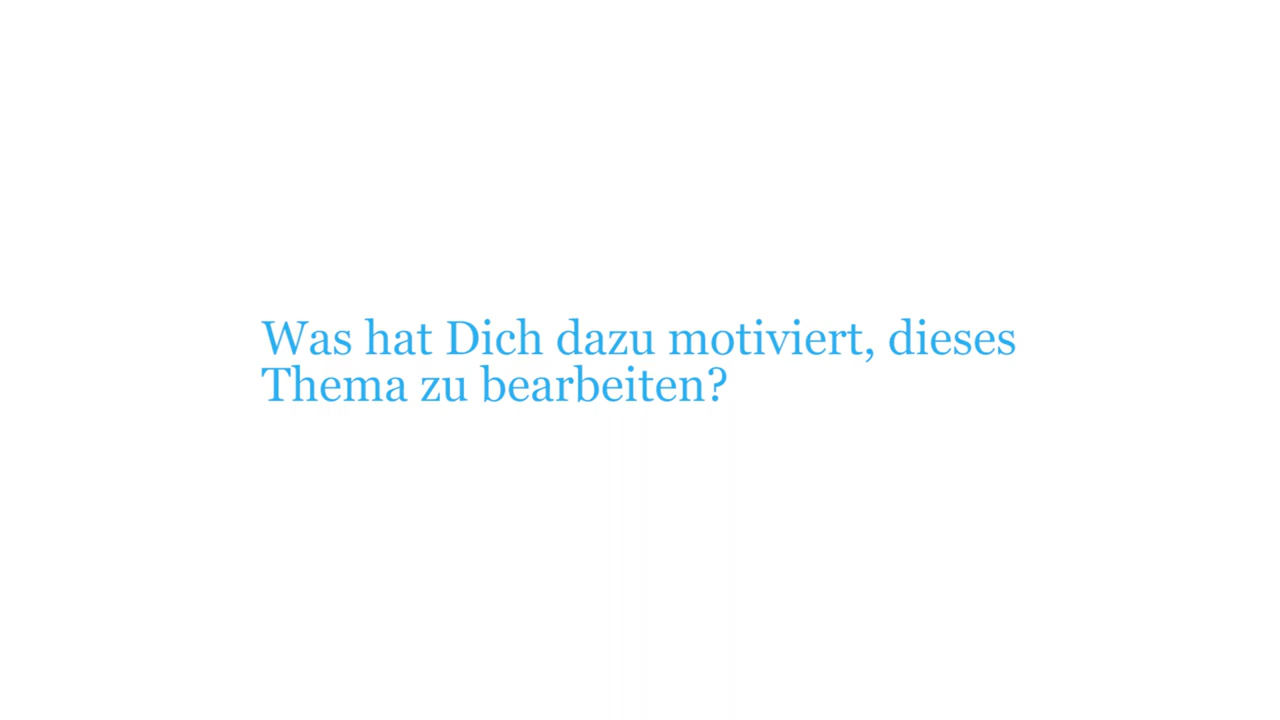 Was hat Dich dazu motiviert, dieses
Thema zu bearbeiten?